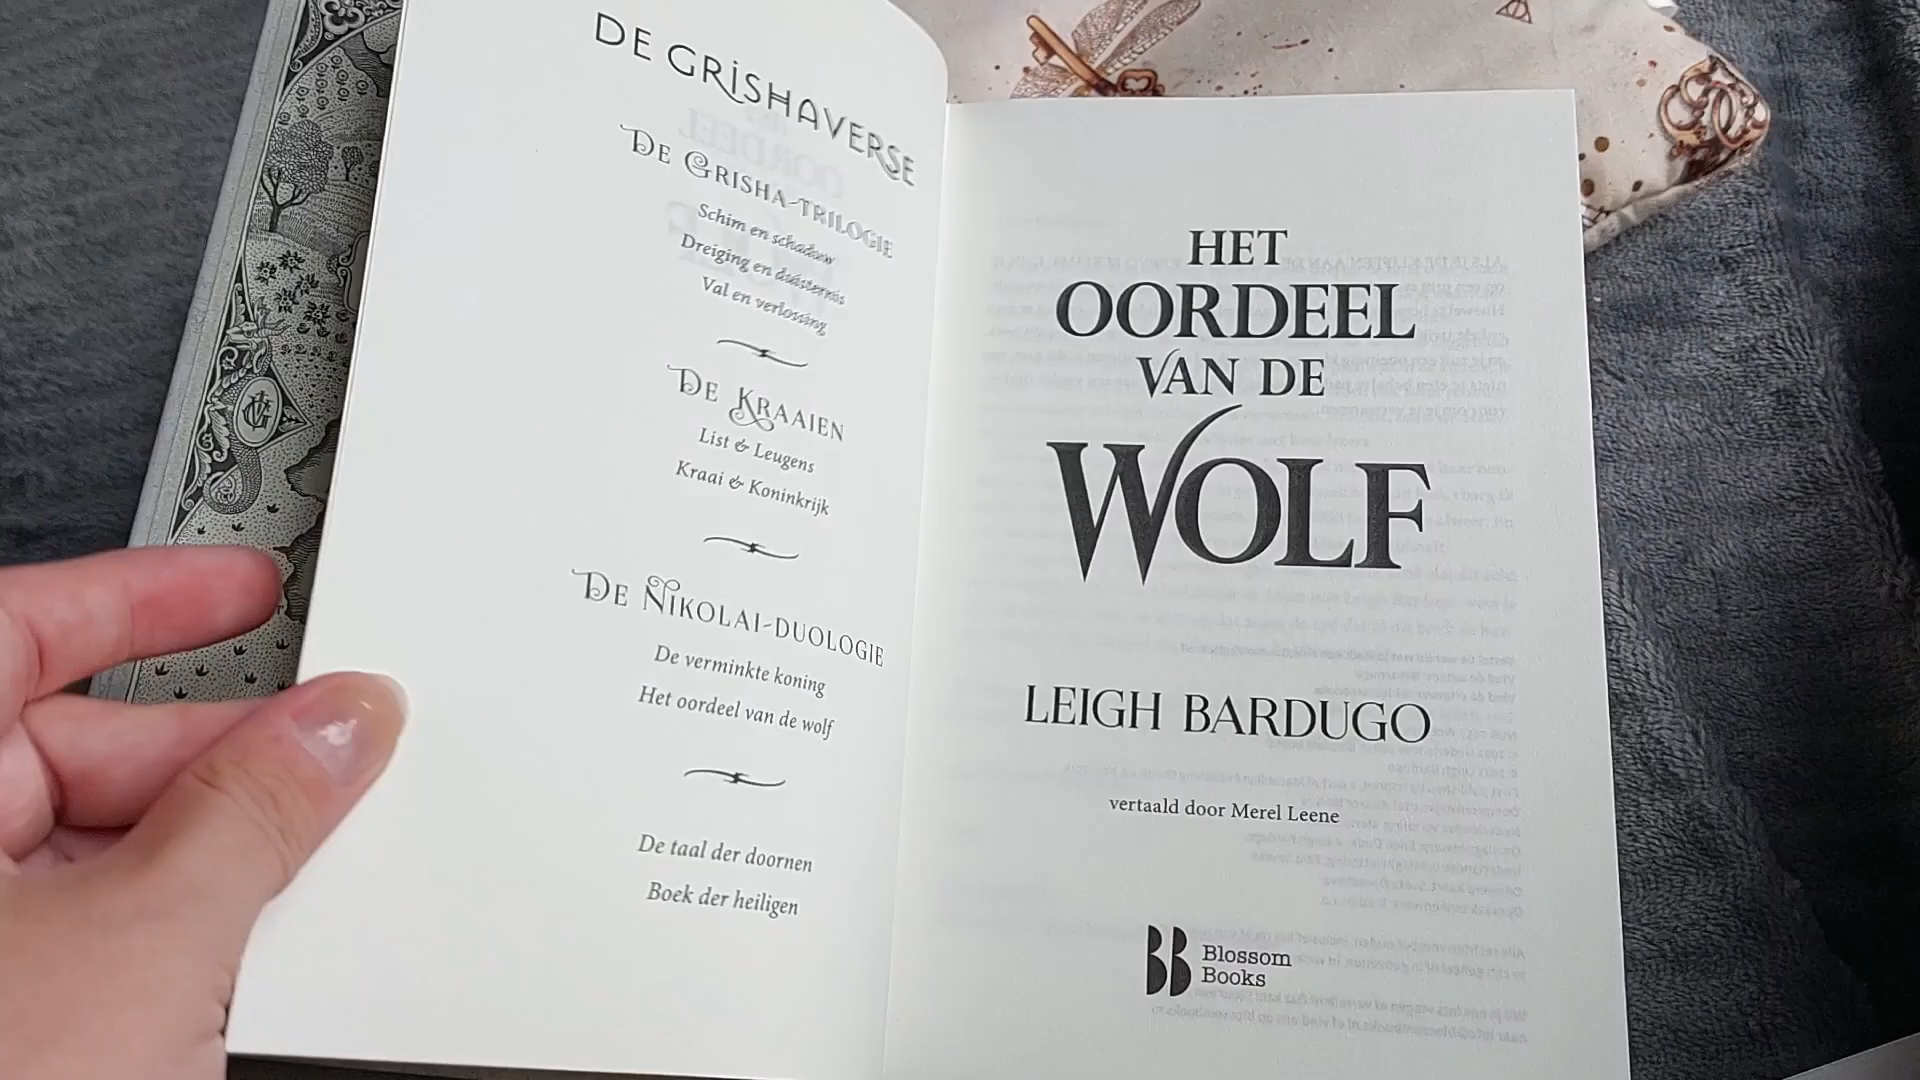 DE GRISHAVERSE
DE GRISHA-TRILOGIE
Schim en schaduw
Dreiging en duisternis
Val en verlossing
DE KRAAIEN
List & Leugens
Kraai & Koninkrijk
DE NIKOLAI-DUOLOGIE
De verminkte koning
Het oordeel van de wolf
De taal der doornen
Boek der heiligen
HET
OORDEEL
VAN DE
WOLF
LEIGH BARDUGO
vertaald door Merel Leene
BB
Blossom
Books